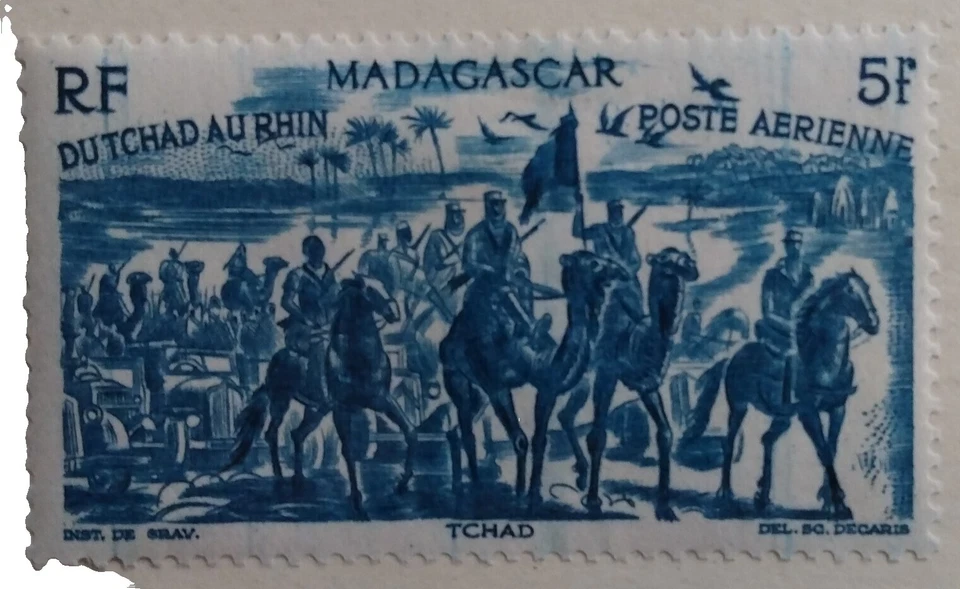 RF
MADAGASCAR
5f
DU TCHAD AU RHIN
POSTE AERIENNE
INST. DE GRAV.
TCHAD
DEL. SC. DECARIS